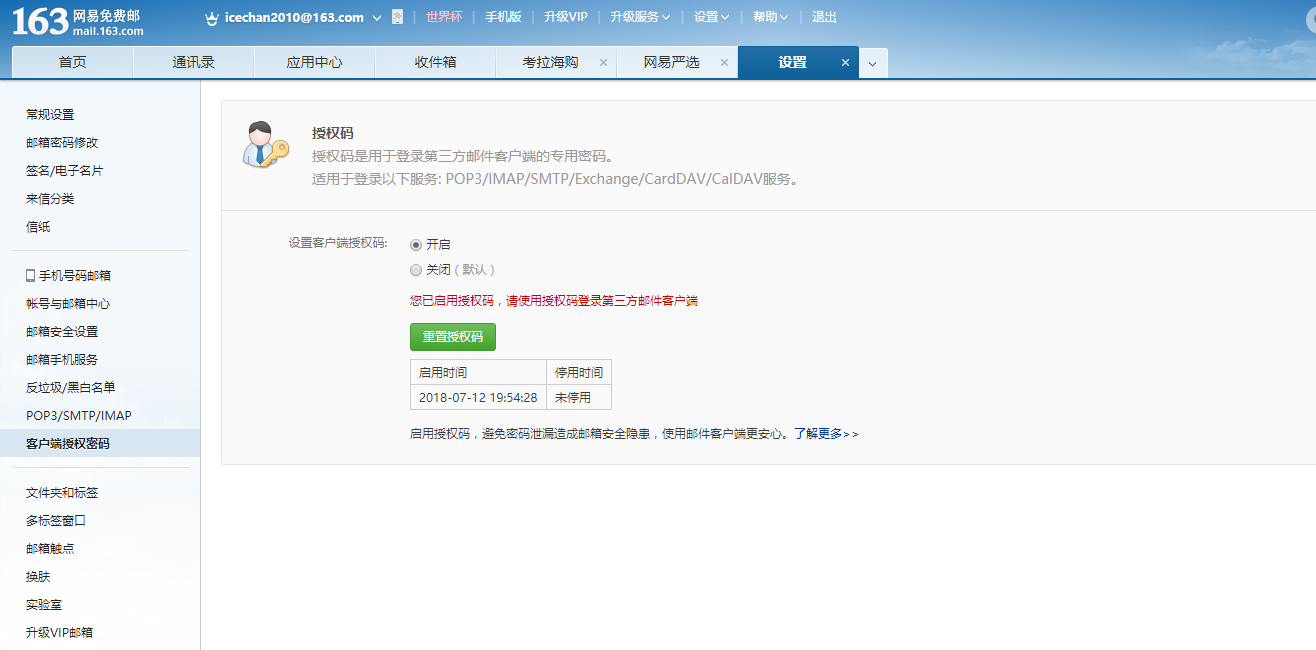 163 网易免费邮
mail.163.com
icechan2010@163.com 世界杯 手机版 升级VIP 升级服务 设置 帮助 退出
首页 通讯录 应用中心 收件箱 考拉海购 × 网易严选 × 设置 ×
常规设置
邮箱密码修改
签名/电子名片
来信分类
信纸
手机号码邮箱
帐号与邮箱中心
邮箱安全设置
邮箱手机服务
反垃圾/黑白名单
POP3/SMTP/IMAP
客户端授权密码
文件夹和标签
多标签窗口
邮箱触点
换肤
实验室
升级VIP邮箱
授权码
授权码是用于登录第三方邮件客户端的专用密码。
适用于登录以下服务: POP3/IMAP/SMTP/Exchange/CardDAV/CalDAV服务。
设置客户端授权码: 开启
关闭 ( 默认 )
您已启用授权码，请使用授权码登录第三方邮件客户端
重置授权码
启用时间 停用时间
2018-07-12 19:54:28 未停用
启用授权码，避免密码泄漏造成邮箱安全隐患，使用邮件客户端更安心。了解更多>>